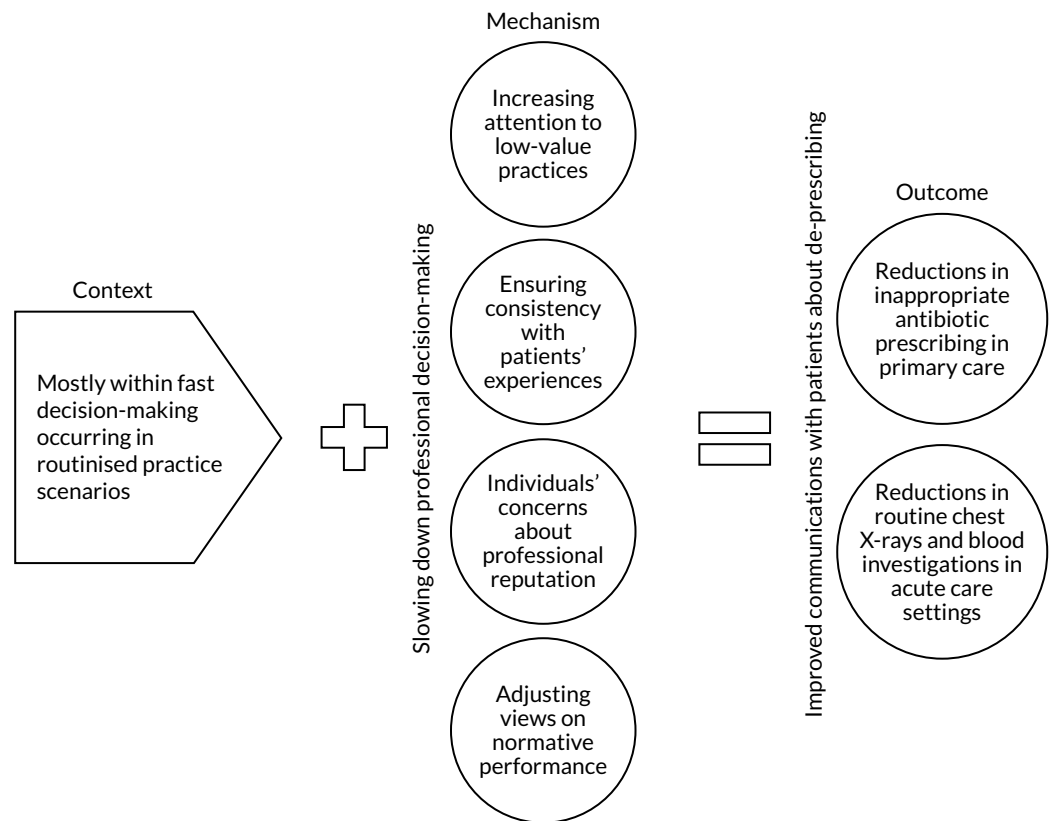 Context
Mostly within fast
decision-making
occurring in
routinised practice
scenarios
Slowing down professional decision-making
Mechanism
Increasing
attention to
low-value
practices
Ensuring
consistency
with
patients’
experiences
Individuals’
concerns
about
professional
reputation
Adjusting
views on
normative
performance
Improved communications with patients about de-prescribing
Outcome
Reductions in
inappropriate
antibiotic
prescribing in
primary care
Reductions in
routine chest
X-rays and blood
investigations in
acute care
settings